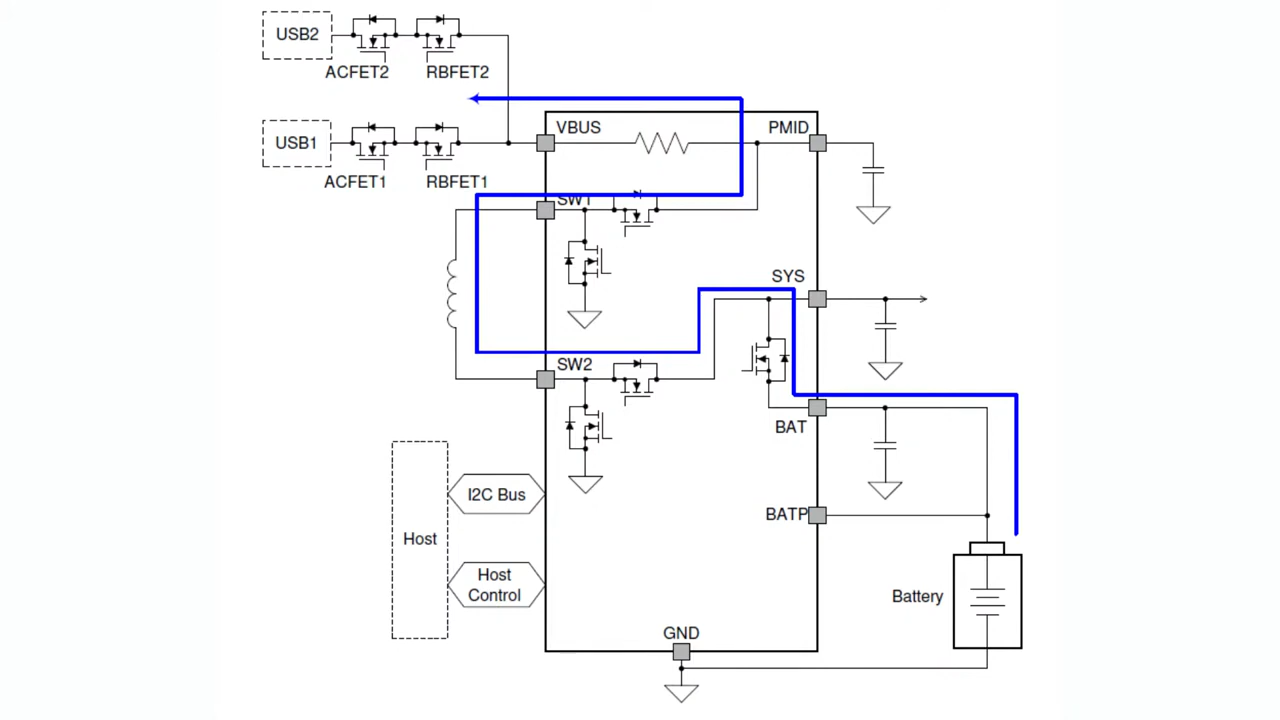 USB2
ACFET2
RBFET2
USB1
ACFET1
RBFET1
VBUS
PMID
SW1
SYS
SW2
BAT
I2C Bus
BATP
Host
Host
Control
Battery
GND